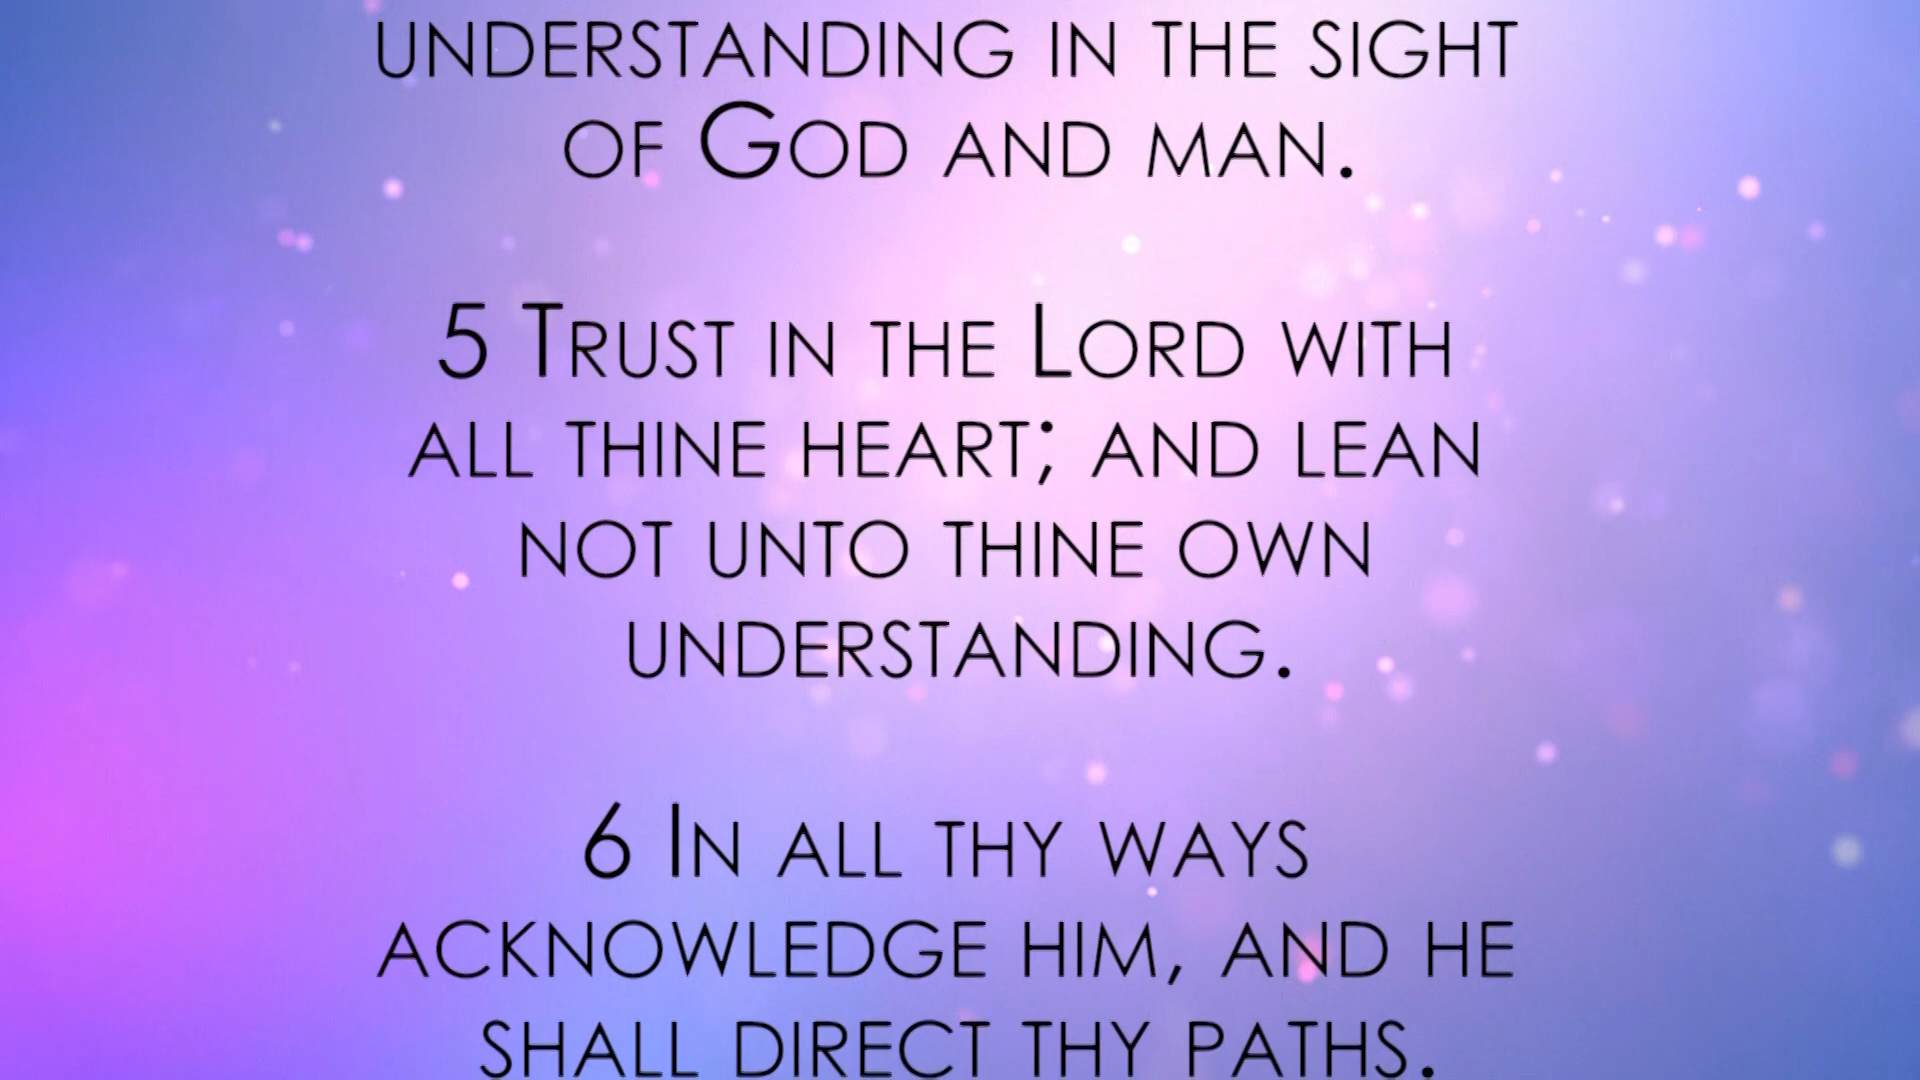 understanding in the sight
of God and man.
5 Trust in the Lord with
all thine heart; and lean
not unto thine own
understanding.
6 In all thy ways
acknowledge him, and he
shall direct thy paths.